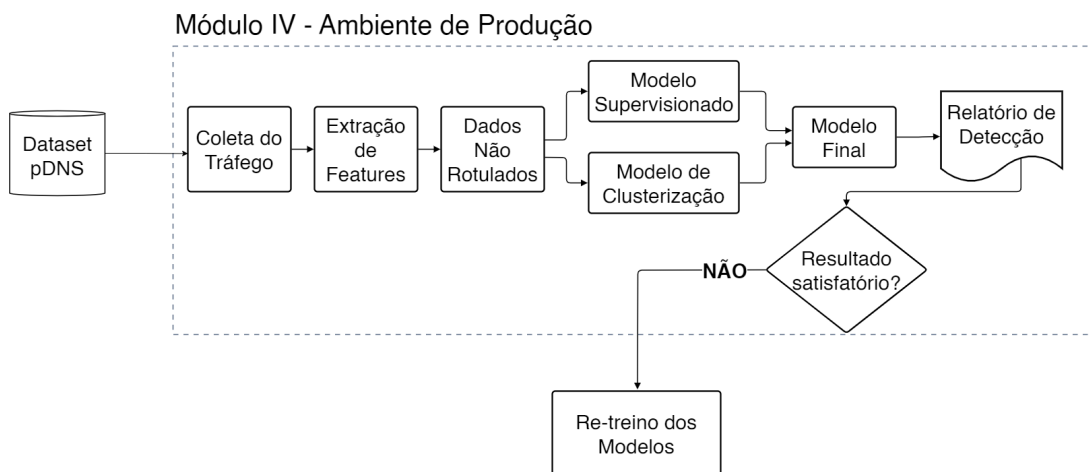 Módulo IV - Ambiente de Produção
Dataset
pDNS
Coleta do
Tráfego
Extração
de
Features
Dados
Não
Rotulados
Modelo
Supervisionado
Modelo de
Clusterização
Modelo
Final
Relatório de
Detecção
Resultado
satisfatório?
NÃO
Re-treino dos
Modelos